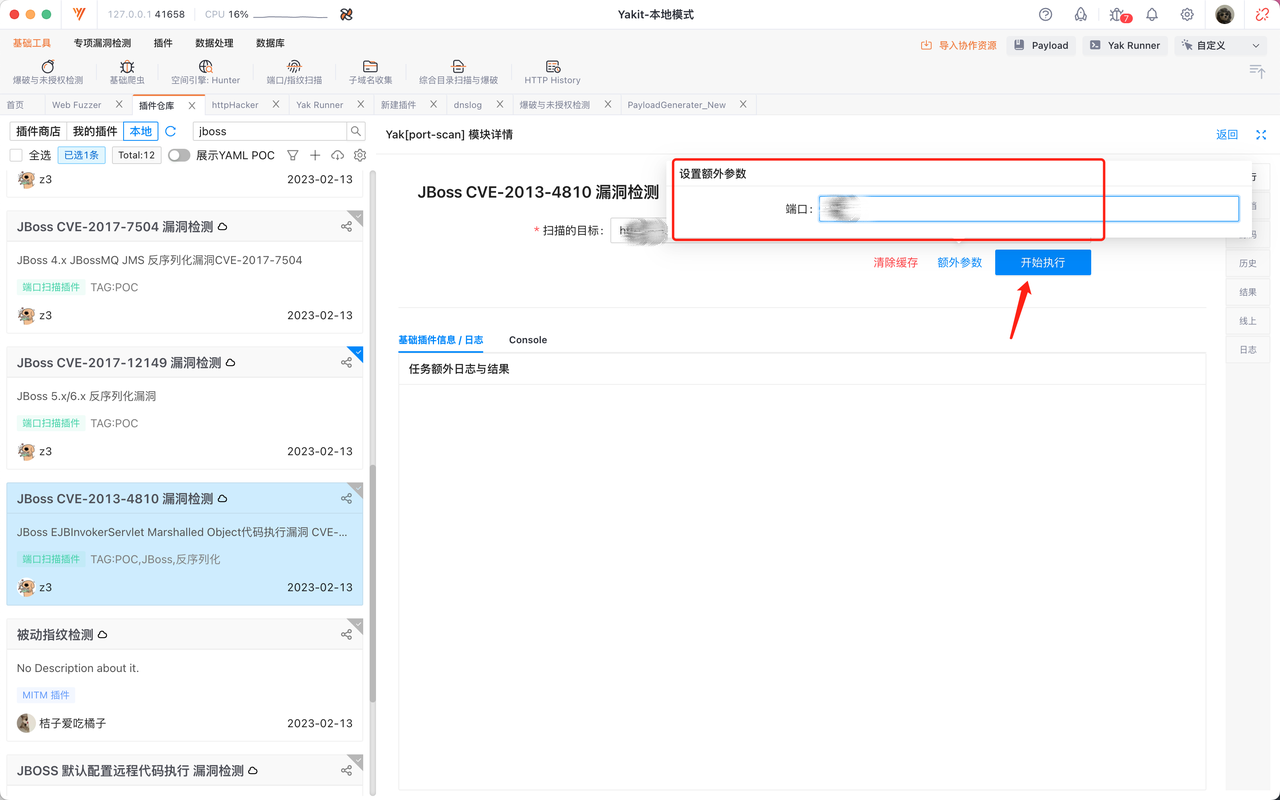 127.0.0.1 41658
CPU 16%
Yakit-本地模式
7
基础工具
专项漏洞检测
插件
数据处理
数据库
导入协作资源
Payload
Yak Runner
自定义
爆破与未授权检测
基础爬虫
空间引擎: Hunter
端口/指纹扫描
子域名收集
综合目录扫描与爆破
HTTP History
首页
Web Fuzzer
插件仓库
httpHacker
Yak Runner
新建插件
dnslog
爆破与未授权检测
PayloadGenerater_New
插件商店
我的插件
本地
jboss
全选
已选1条
Total:12
展示YAML POC
z3
2023-02-13
JBoss CVE-2017-7504 漏洞检测
JBoss 4.x JBossMQ JMS 反序列化漏洞CVE-2017-7504
端口扫描插件
TAG:POC
z3
2023-02-13
JBoss CVE-2017-12149 漏洞检测
JBoss 5.x/6.x 反序列化漏洞
端口扫描插件
TAG:POC
z3
2023-02-13
JBoss CVE-2013-4810 漏洞检测
JBoss EJBInvokerServlet Marshalled Object代码执行漏洞 CVE-...
端口扫描插件
TAG:POC,JBoss,反序列化
z3
2023-02-13
被动指纹检测
No Description about it.
MITM 插件
桔子爱吃橘子
2023-02-13
JBOSS 默认配置远程代码执行 漏洞检测
Yak[port-scan] 模块详情
返回
JBoss CVE-2013-4810 漏洞检测
设置额外参数
端口:
* 扫描的目标:
清除缓存
额外参数
开始执行
基础插件信息 / 日志
Console
任务额外日志与结果
历史
结果
线上
日志